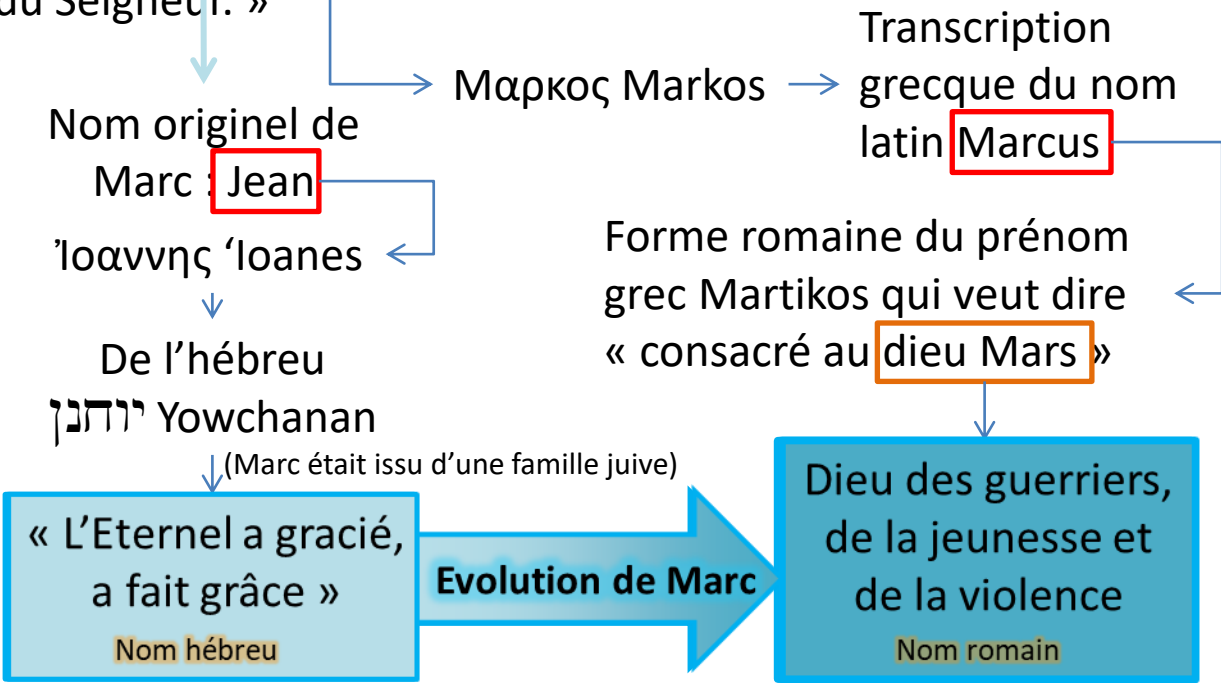 du Seigneur. »
Nom originel de
Marc : Jean
Ἰοαννης ‘Ioanes
De l’hébreu
יוחנן Yowchanan
(Marc était issu d’une famille juive)
« L’Eternel a gracié,
a fait grâce »
Nom hébreu
Evolution de Marc
Μαρκος Markos
Transcription
grecque du nom
latin Marcus
Forme romaine du prénom
grec Martikos qui veut dire
« consacré au dieu Mars »
Dieu des guerriers,
de la jeunesse et
de la violence
Nom romain